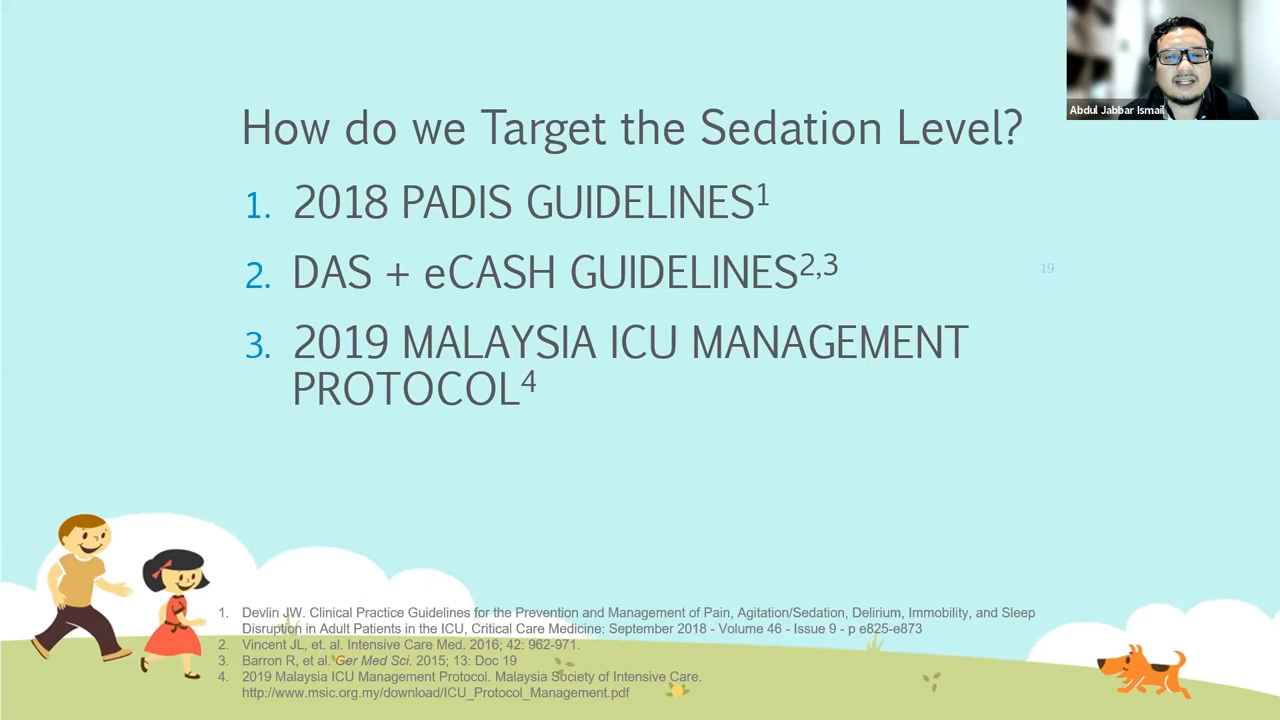 Abdul Jabbar Ismail
How do we Target the Sedation Level?
1. 2018 PADIS GUIDELINES1
2. DAS + eCASH GUIDELINES2,3
19
3. 2019 MALAYSIA ICU MANAGEMENT
PROTOCOL4
1. Devlin JW. Clinical Practice Guidelines for the Prevention and Management of Pain, Agitation/Sedation, Delirium, Immobility, and Sleep
Disruption in Adult Patients in the ICU, Critical Care Medicine: September 2018 - Volume 46 - Issue 9 - p e825-e873
2. Vincent JL, et. al. Intensive Care Med. 2016; 42: 962-971.
3. Barron R, et al. Ger Med Sci. 2015; 13: Doc 19
4. 2019 Malaysia ICU Management Protocol. Malaysia Society of Intensive Care.
http://www.msic.org.my/download/ICU_Protocol_Management.pdf